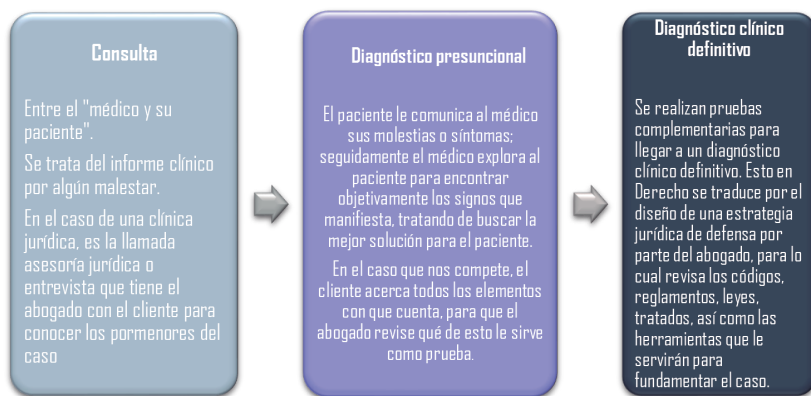 Consulta
Entre el "médico y su
paciente".
Se trata del informe clínico
por algún malestar.
En el caso de una clínica
jurídica, es la llamada
asesoría jurídica o
entrevista que tiene el
abogado con el cliente para
conocer los pormenores del
caso
Diagnóstico presuncional
El paciente le comunica al médico
sus molestias o síntomas;
seguidamente el médico explora al
paciente para encontrar
objetivamente los signos que
manifiesta, tratando de buscar la
mejor solución para el paciente.
En el caso que nos compete, el
cliente acerca todos los elementos
con que cuenta, para que el
abogado revise qué de esto le sirve
como prueba.
Diagnóstico clínico
definitivo
Se realizan pruebas
complementarias para
llegar a un diagnóstico
clínico definitivo. Esto en
Derecho se traduce por el
diseño de una estrategia
jurídica de defensa por
parte del abogado, para lo
cual revisa los códigos,
reglamentos, leyes,
tratados, así como las
herramientas que le
servirán para
fundamentar el caso.